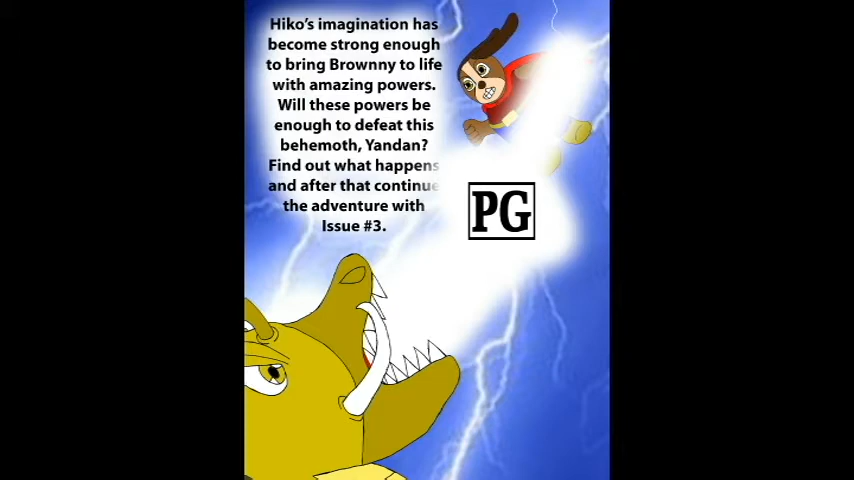 Hiko's imagination has
become strong enough
to bring Brownny to life
with amazing powers.
Will these powers be
enough to defeat this
behemoth, Yandan?
Find out what happens
and after that continue
the adventure with
Issue #3.
PG